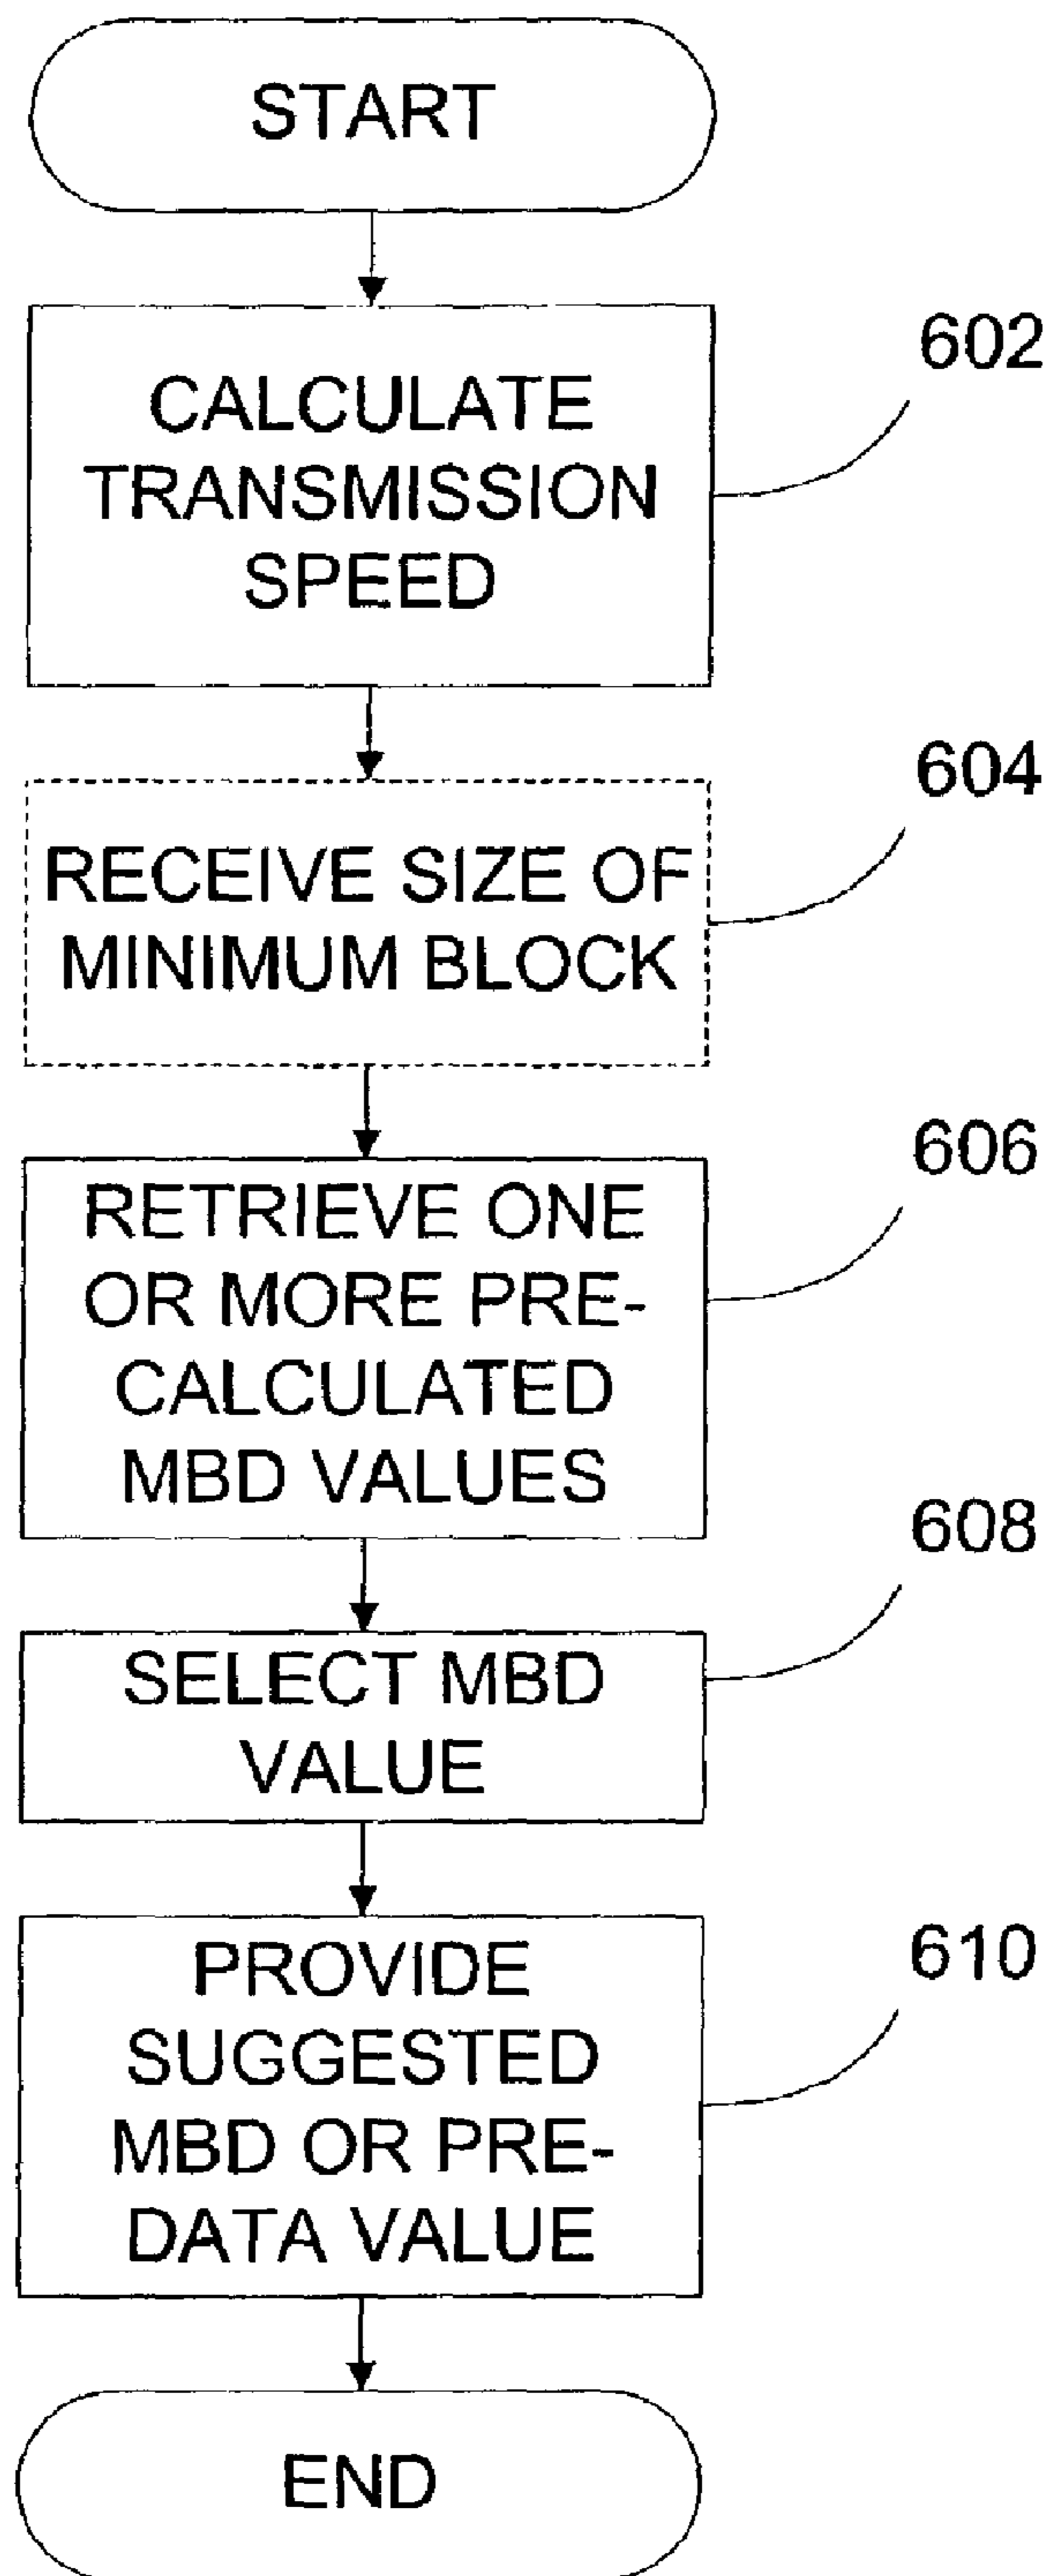 START
602
CALCULATE
TRANSMISSION
SPEED
604
RECEIVE SIZE OF
MINIMUM BLOCK
606
RETRIEVE ONE
OR MORE PRE-
CALCULATED
MBD VALUES
608
SELECT MBD
VALUE
610
PROVIDE
SUGGESTED
MBD OR PRE-
DATA VALUE
END